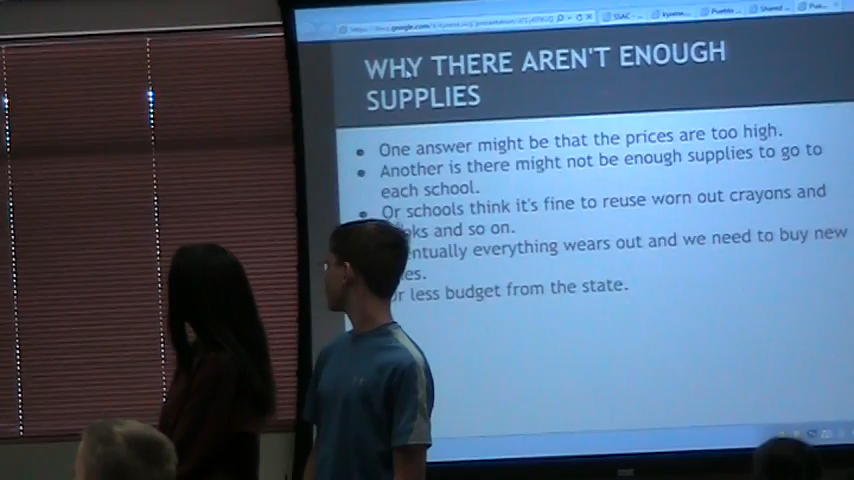 WHY THERE AREN'T ENOUGH
SUPPLIES
One answer might be that the prices are too high.
Another is there might not be enough supplies to go to
each school.
Or schools think it's fine to reuse worn out crayons and
and so on.
everything wears out and we need to buy new
or less budget from the state.